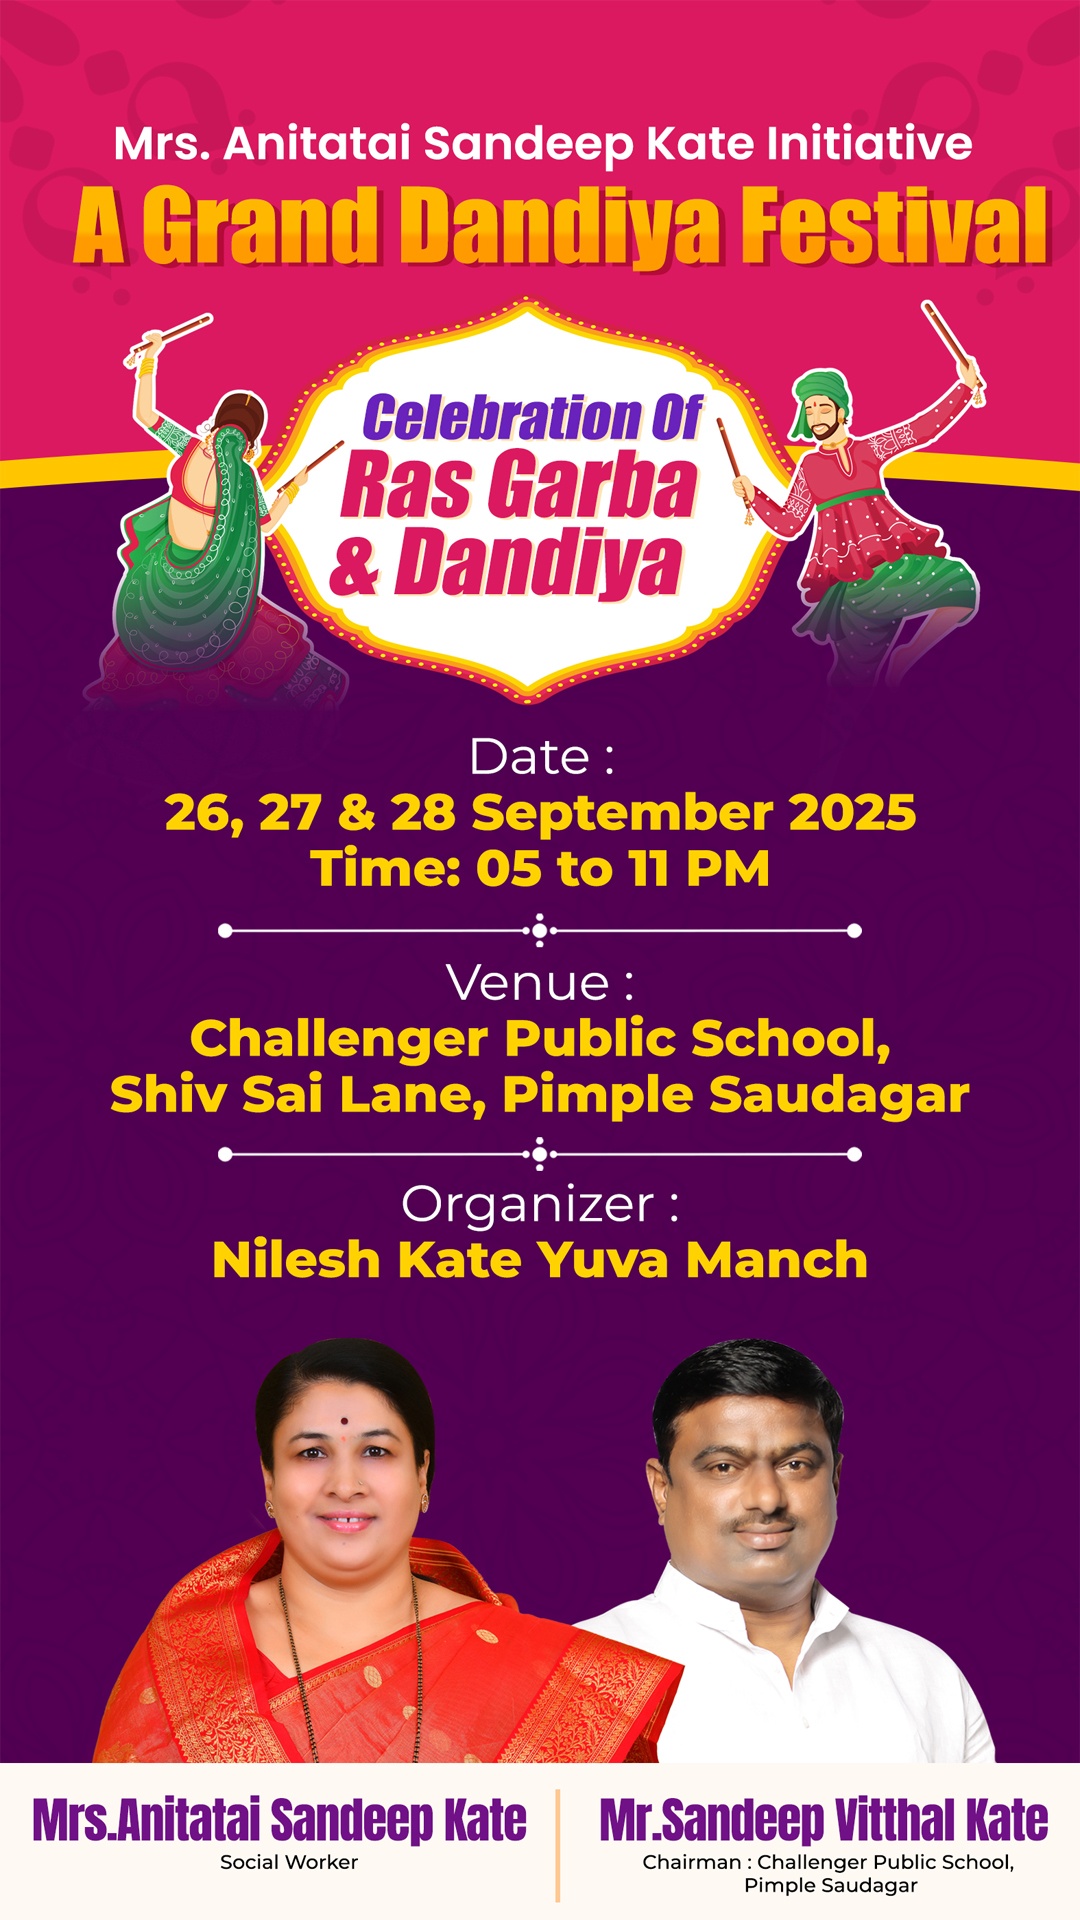 Mrs. Anitatai Sandeep Kate Initiative
A Grand Dandiya Festival
Celebration Of
Ras Garba
& Dandiya
Date :
26, 27 & 28 September 2025
Time: 05 to 11 PM
Venue :
Challenger Public School,
Shiv Sai Lane, Pimple Saudagar
Organizer :
Nilesh Kate Yuva Manch
Mrs.Anitatai Sandeep Kate
Social Worker
Mr.Sandeep Vitthal Kate
Chairman : Challenger Public School,
Pimple Saudagar